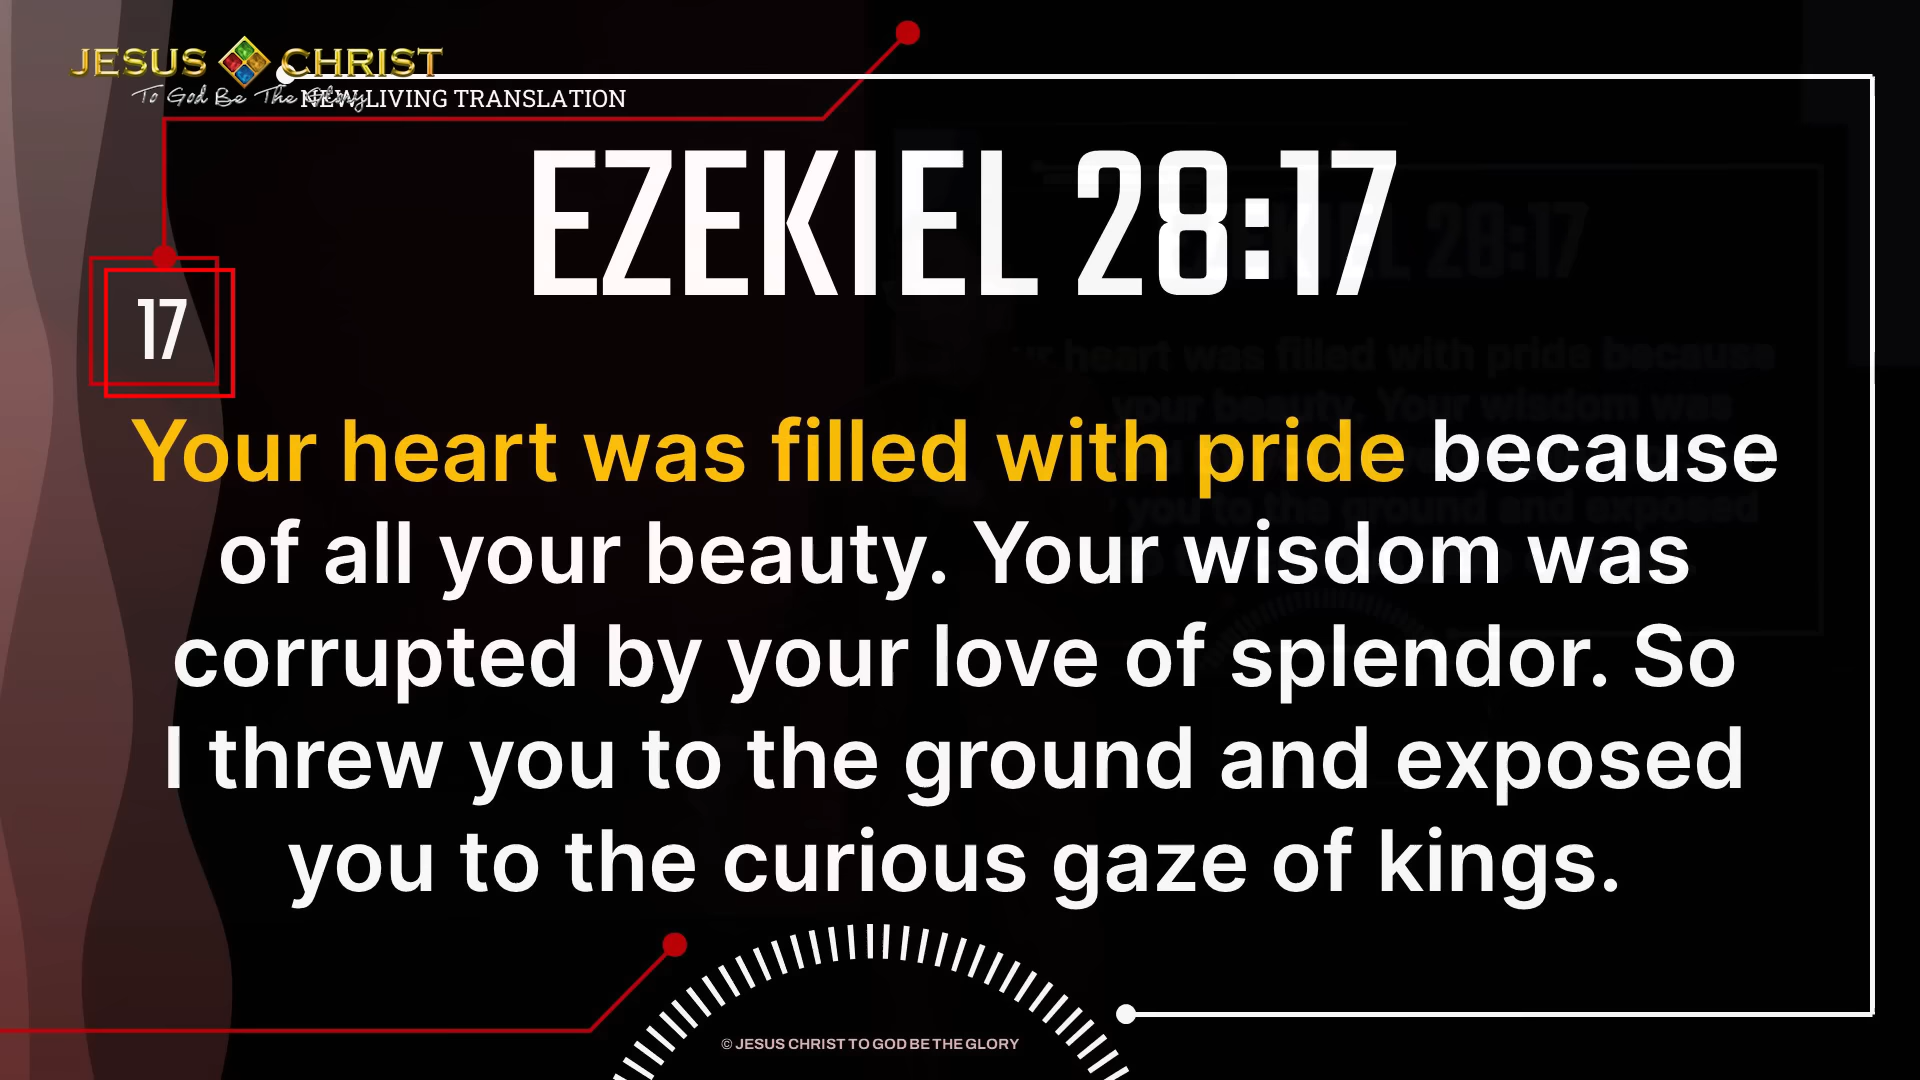 JESUS CHRIST
To God Be The Glory
NEW LIVING TRANSLATION
EZEKIEL 28:17
17
Your heart was filled with pride because
of all your beauty. Your wisdom was
corrupted by your love of splendor. So
I threw you to the ground and exposed
you to the curious gaze of kings.
© JESUS CHRIST TO GOD BE THE GLORY